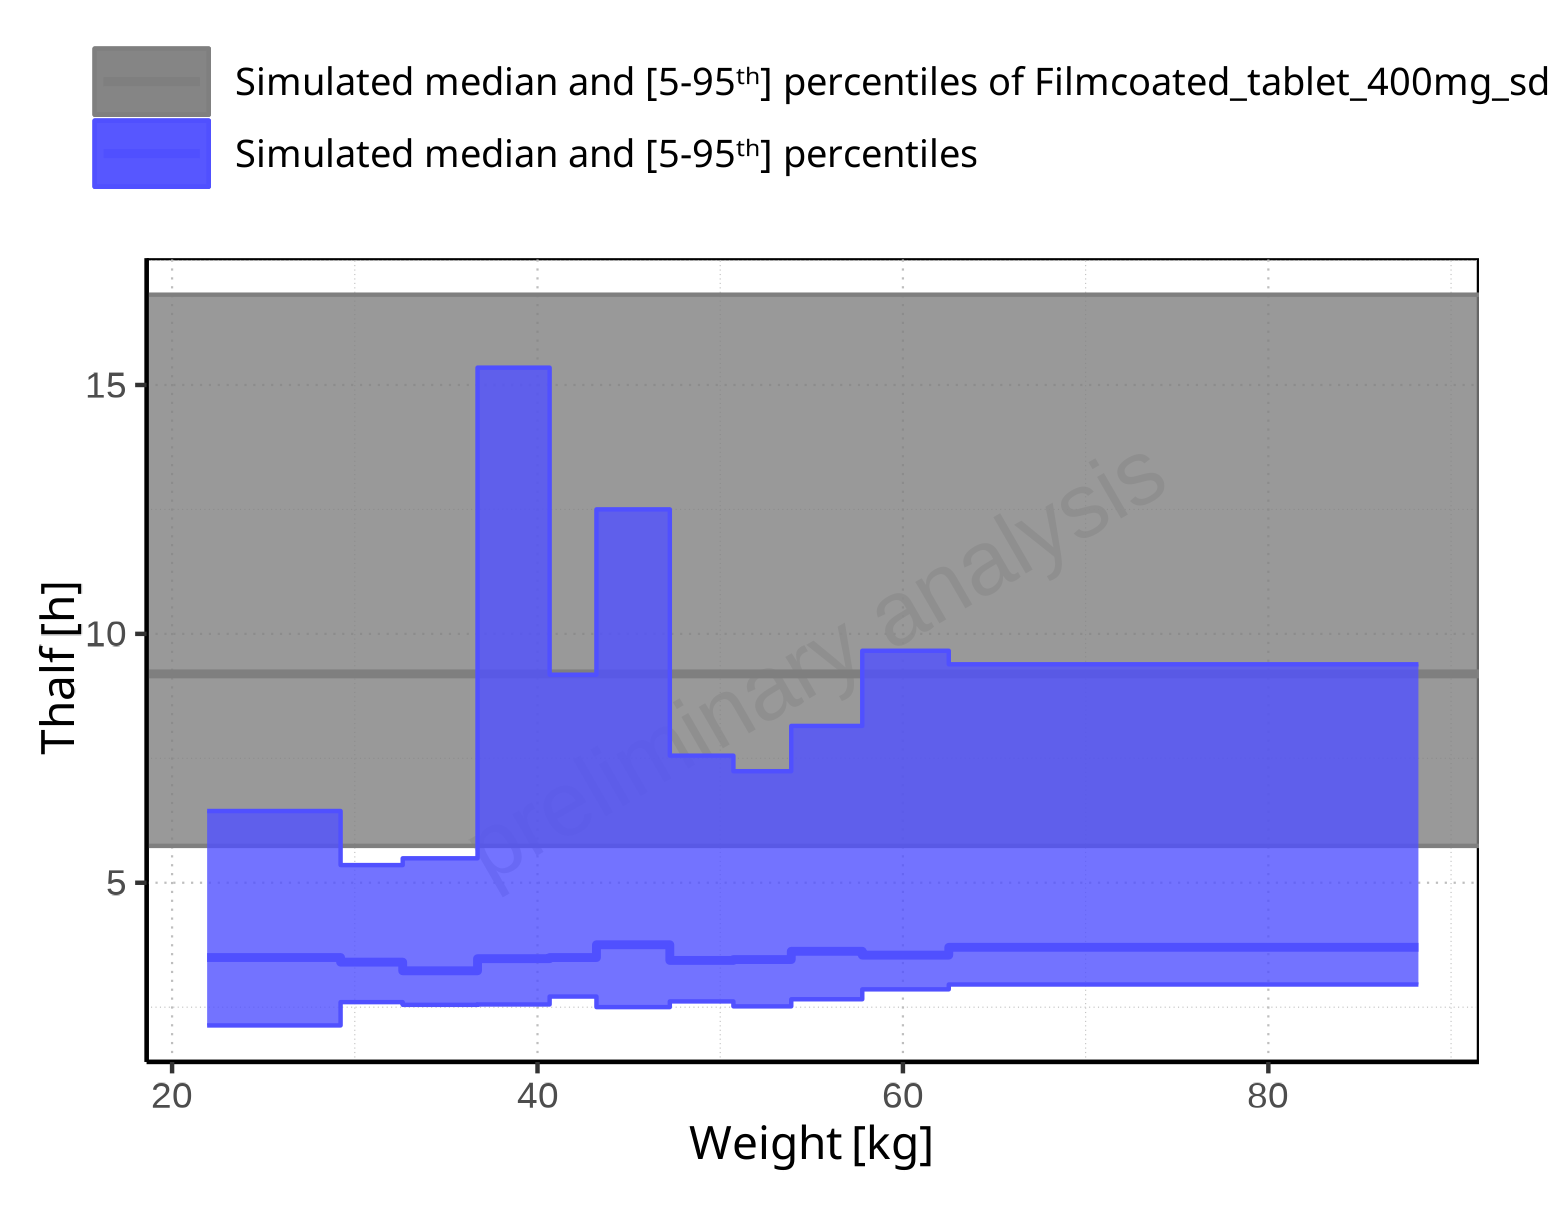 Simulated median and [5-95ᵗʰ] percentiles of Filmcoated_tablet_400mg_sd
Simulated median and [5-95ᵗʰ] percentiles
15
10
5
Thalf [h]
preliminary analysis
20 40 60 80
Weight [kg]